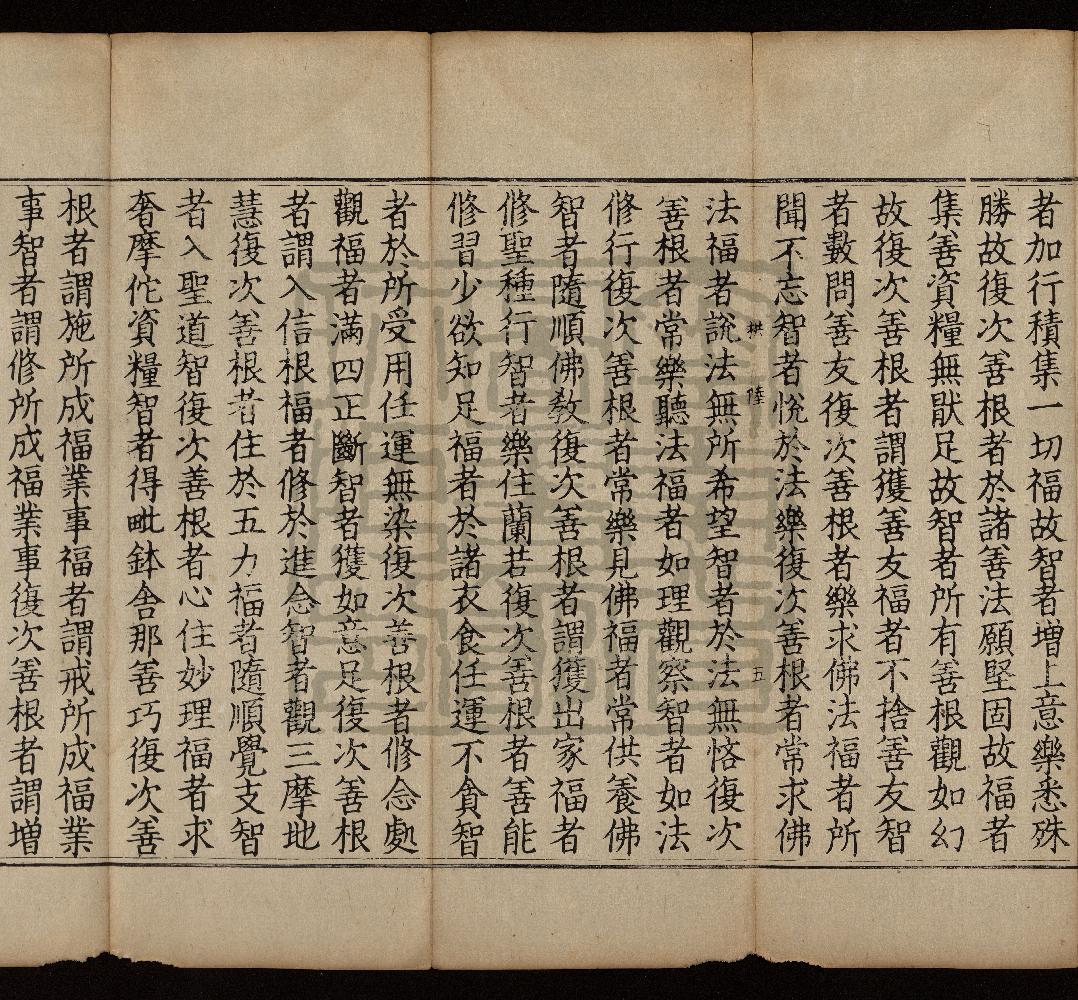 者加行積集一切福故智者增上意樂悉殊
勝故復次善根者於諸善法願堅固故福者
集善資糧無猒足故智者所有善根觀如幻
故復次善根者謂獲善友福者不捨善友智
者數問善友復次善根者樂求佛法福者所
聞不忘智者悅於法樂復次善根者常求佛
陸 五
法福者說法無所希望智者於法無悋復次
善根者常樂聽法福者如理觀察智者如法
修行復次善根者常樂見佛福者常供養佛
智者隨順佛教復次善根者謂獲出家福者
修聖種行智者樂住蘭若復次善根者善能
修習少欲知足福者於諸衣食任運不貪智
者於所受用任運無染復次善根者修念處
觀福者滿四正斷智者獲如意足復次善根
者謂入信根福者修於進念智者觀三摩地
慧復次善根者住於五力福者隨順覺支智
者入聖道智復次善根者心住妙理福者求
奢摩佗資糧智者得毗鉢舍那善巧復次善
根者謂施所成福業事福者謂戒所成福業
事智者謂修所成福業事復次善根者謂增